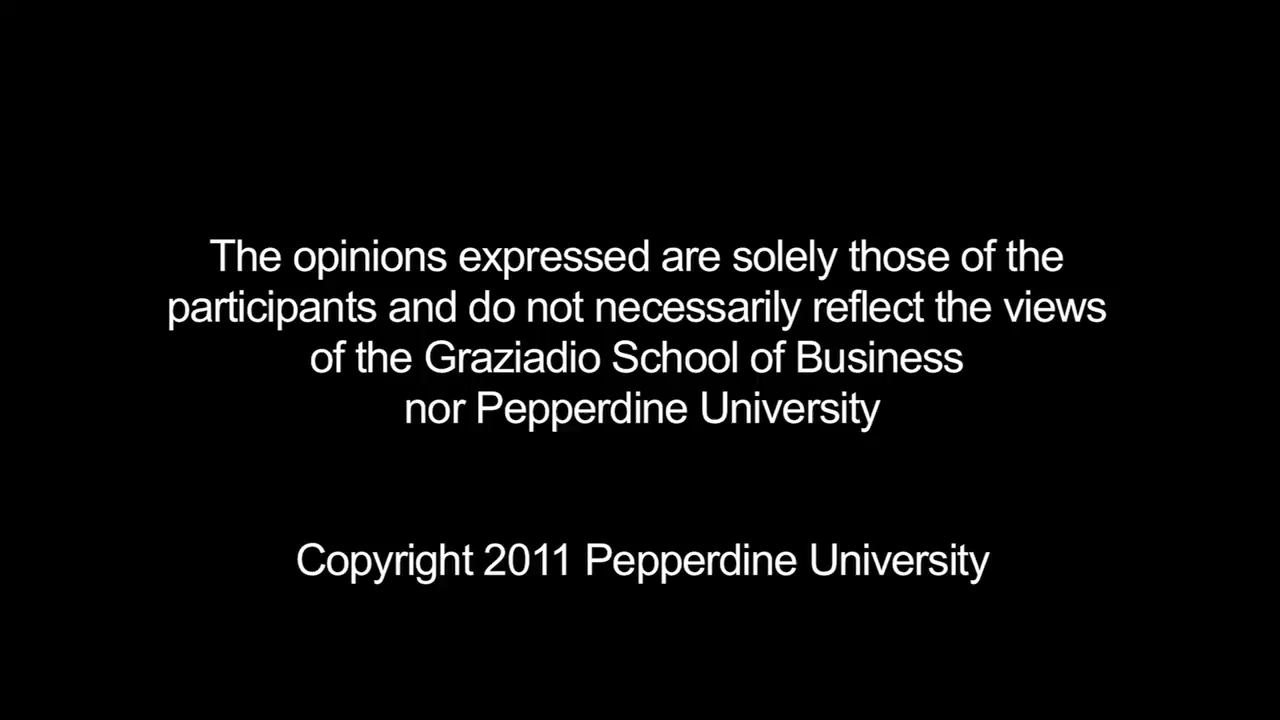 The opinions expressed are solely those of the
participants and do not necessarily reflect the views
of the Graziadio School of Business
nor Pepperdine University
Copyright 2011 Pepperdine University